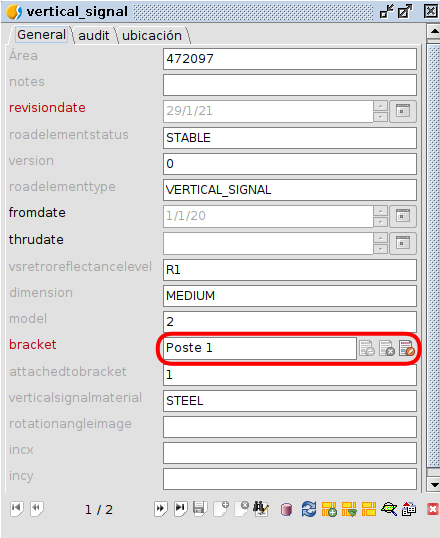 vertical_signal
General audit ubicación
Área 472097
notes
revisiondate 29/1/21
roadelementstatus STABLE
version 0
roadelementtype VERTICAL_SIGNAL
fromdate 1/1/20
thrudate
vsretroreflectancelevel R1
dimension MEDIUM
model 2
bracket Poste 1
attachedtobracket 1
verticalsignalmaterial STEEL
rotationangleimage
incx
incy
1 / 2